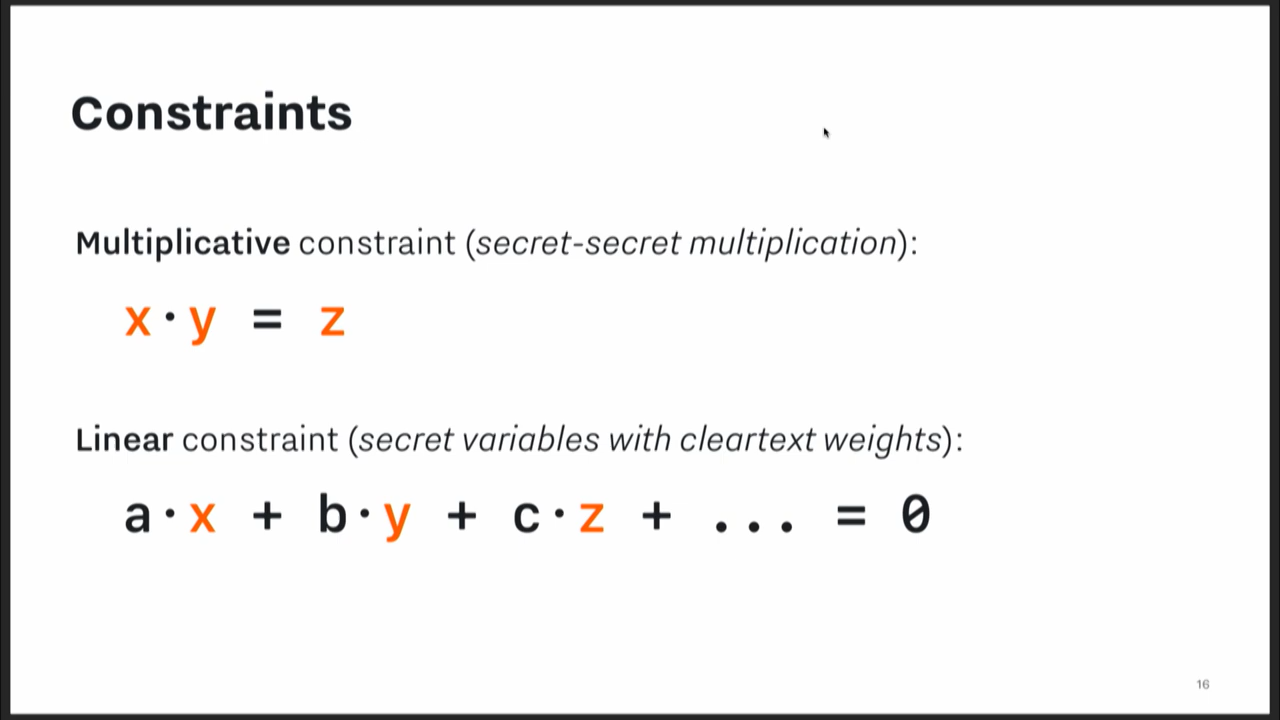 Constraints
Multiplicative constraint (secret-secret multiplication):
x·y = z
Linear constraint (secret variables with cleartext weights):
a·x + b·y + c·z + ... = 0
16